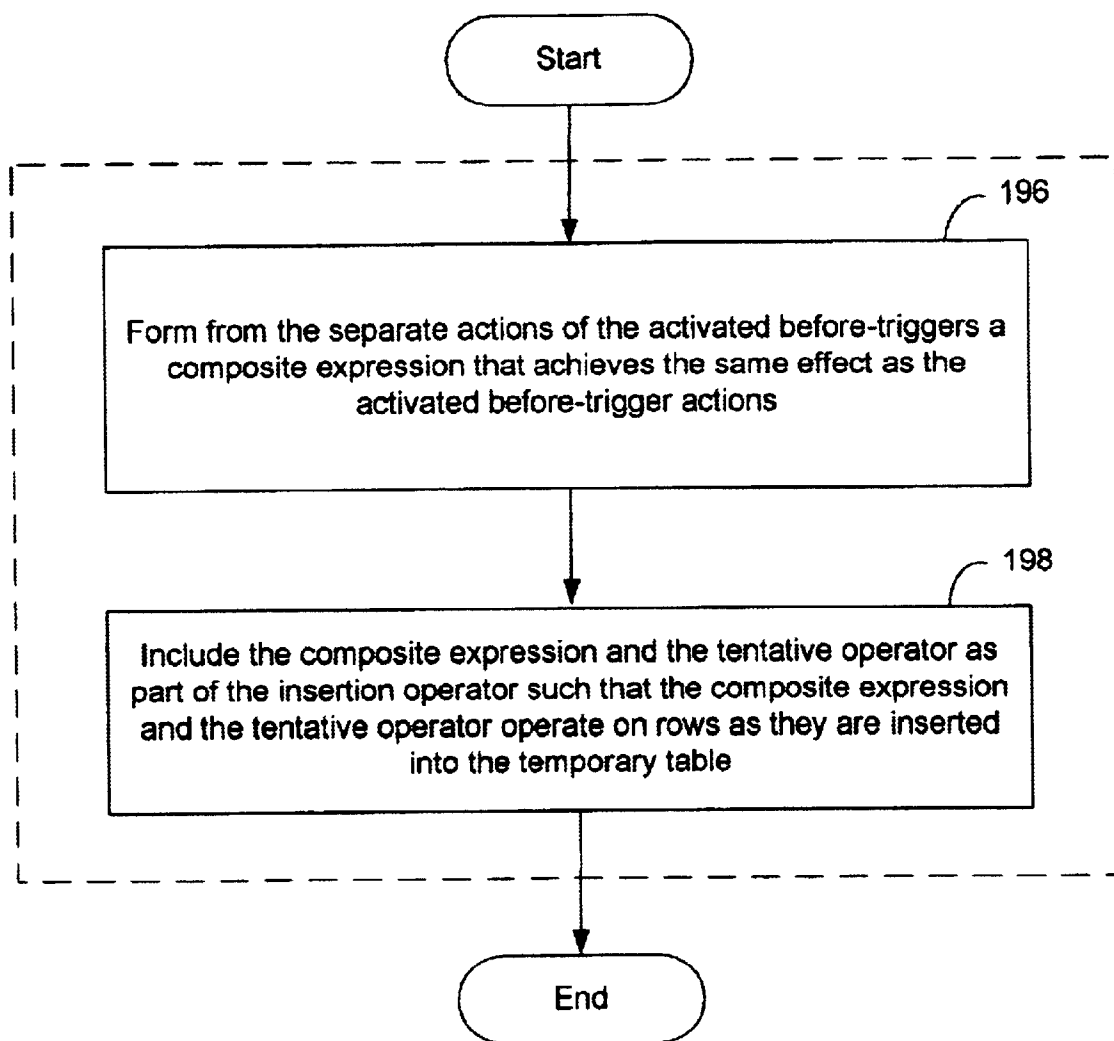 Start
196
Form from the separate actions of the activated before-triggers a
composite expression that achieves the same effect as the
activated before-trigger actions
198
Include the composite expression and the tentative operator as
part of the insertion operator such that the composite expression
and the tentative operator operate on rows as they are inserted
into the temporary table
End